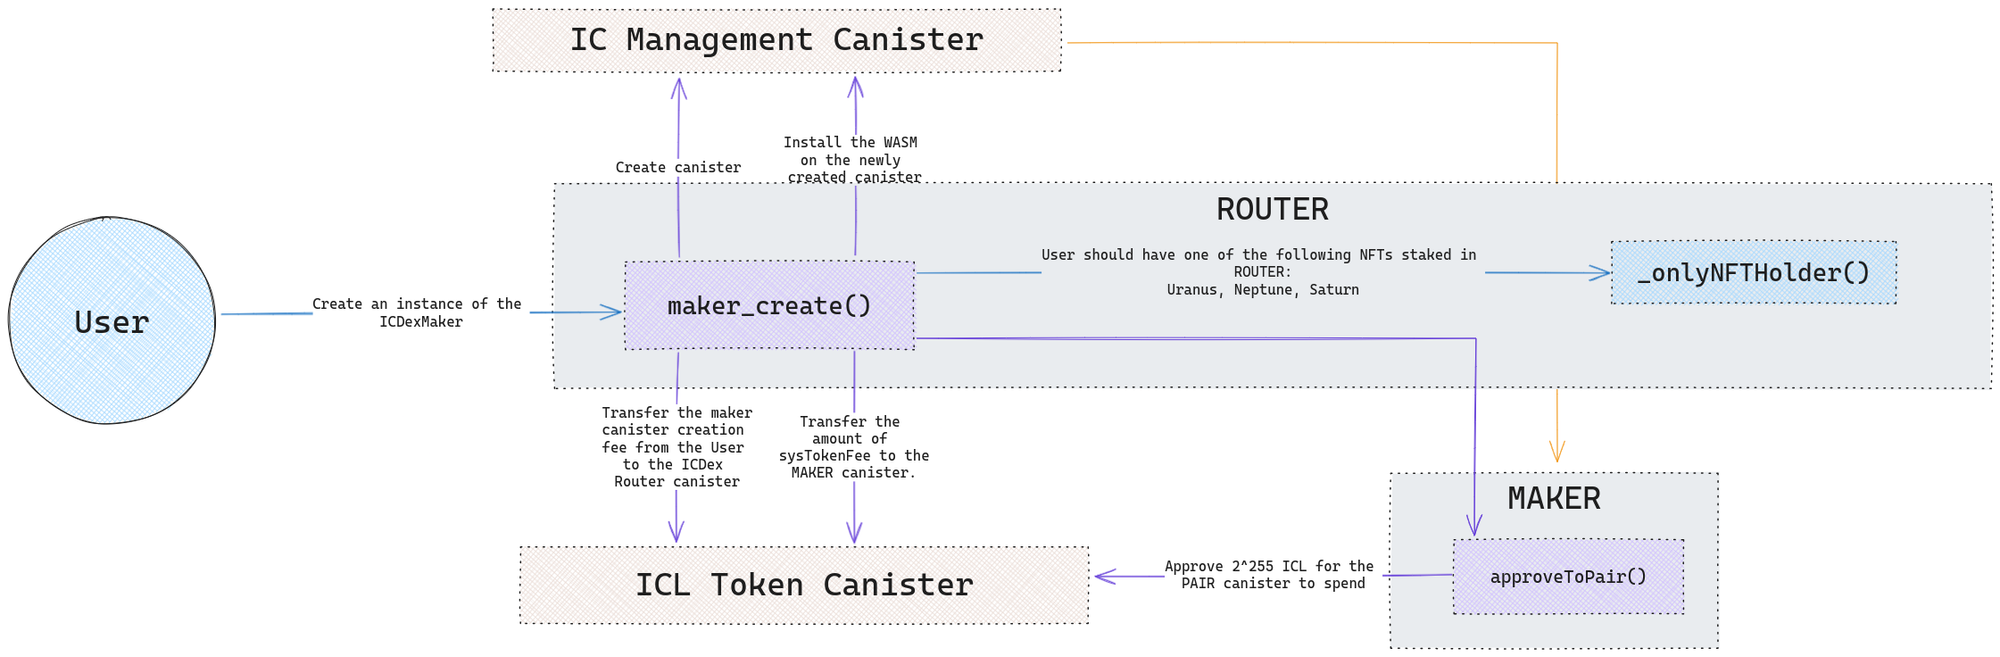 IC Management Canister
Create canister
Install the WASM
on the newly
created canister
ROUTER
User should have one of the following NFTs staked in
ROUTER:
Uranus, Neptune, Saturn
_onlyNFTHolder()
User
Create an instance of the
ICDexMaker
maker_create()
Transfer the maker
canister creation
fee from the User
to the ICDex
Router canister
Transfer the
amount of
sysTokenFee to the
MAKER canister.
MAKER
ICL Token Canister
Approve 2^255 ICL for the
PAIR canister to spend
approveToPair()